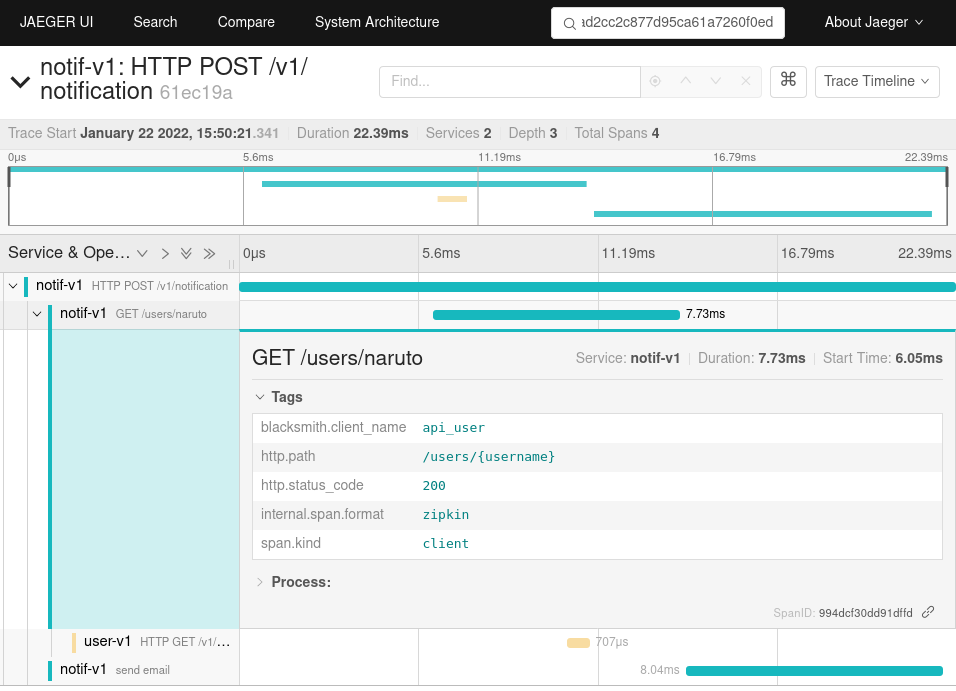 JAEGER UI Search Compare System Architecture ad2cc2c877d95ca61a7260f0ed About Jaeger
notif-v1: HTTP POST /v1/
notification 61ec19a
Find...
⌘
Trace Timeline
Trace Start January 22 2022, 15:50:21.341 Duration 22.39ms Services 2 Depth 3 Total Spans 4
0μs 5.6ms 11.19ms 16.79ms 22.39ms
Service & Ope… 0μs 5.6ms 11.19ms 16.79ms 22.39ms
notif-v1 HTTP POST /v1/notification
notif-v1 GET /users/naruto 7.73ms
GET /users/naruto Service: notif-v1 Duration: 7.73ms Start Time: 6.05ms
Tags
blacksmith.client_name api_user
http.path /users/{username}
http.status_code 200
internal.span.format zipkin
span.kind client
Process:
SpanID: 994dcf30dd91dffd
user-v1 HTTP GET /v1/… 707μs
notif-v1 send email 8.04ms